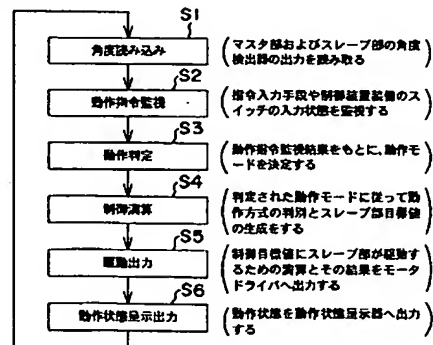 S1
角度読み込み
(マスタ部およびスレーブ部の角度
検出器の出力を読み取る)
S2
動作指令監視
(指令入力手段や制御装置装備のス
イッチの入力状態を監視する)
S3
動作判定
(動作指令監視結果をもとに、動作モ
ードを決定する)
S4
制御演算
(判定された動作モードに従って動
作方式の判別とスレーブ部目標値
の生成をする)
S5
駆動出力
(制御目標値にスレーブ部が駆動す
るための演算とその結果をモータ
ドライバへ出力する)
S6
動作状態呈示出力
(動作状態を動作状態呈示器へ出力
する)